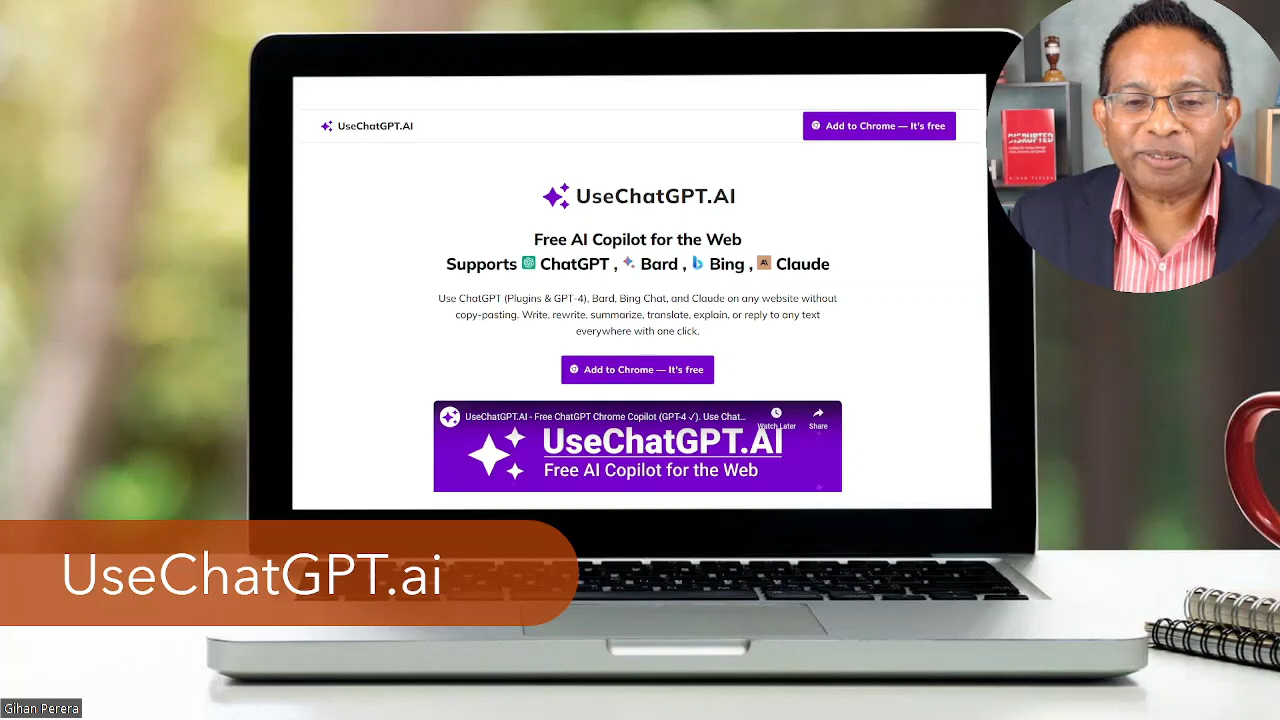 UseChatGPT.AI
Add to Chrome — It's free
UseChatGPT.AI
Free AI Copilot for the Web
Supports ChatGPT , Bard , Bing , Claude
Use ChatGPT (Plugins & GPT-4), Bard, Bing Chat, and Claude on any website without
copy-pasting. Write, rewrite, summarize, translate, explain, or reply to any text
everywhere with one click.
Add to Chrome — It's free
UseChatGPT.AI - Free ChatGPT Chrome Copilot (GPT-4 ✓). Use Chat...
Watch Later
Share
UseChatGPT.AI
Free AI Copilot for the Web
DISRUPTED
GIHAN PERERA
UseChatGPT.ai
Gihan Perera